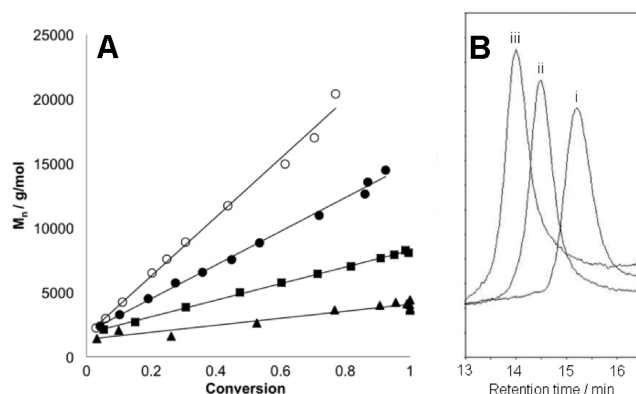 A
25000
20000
15000
10000
5000
0
Mn / g/mol
0
0.2
0.4
0.6
0.8
1
Conversion
B
iii
ii
i
13
14
15
16
Retention time / min